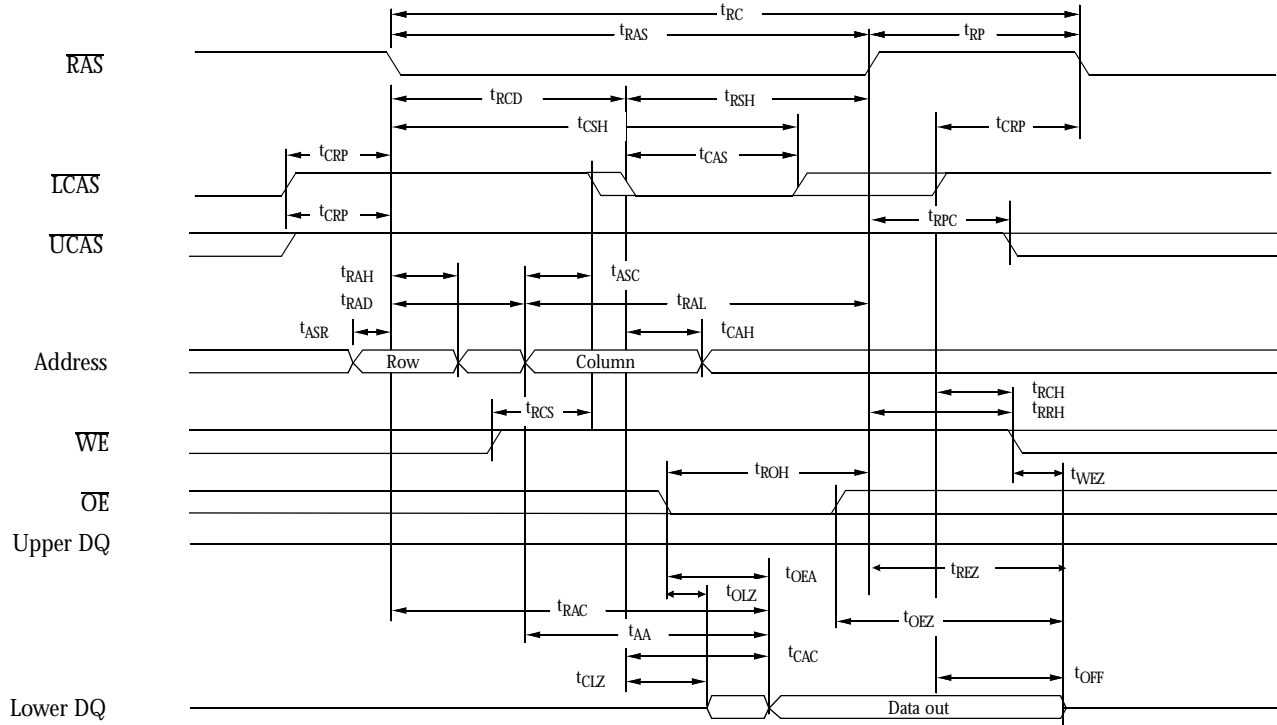 tRC
tRAS
tRP
RAS
tRCD
tRSH
tCSH
tCRP
tCRP
tCAS
LCAS
tCRP
tRPC
UCAS
tRAH
tASC
tRAD
tRAL
tASR
tCAH
Address
Row
Column
tRCH
tRCS
tRRH
WE
tROH
tWEZ
OE
Upper DQ
tOEA
tREZ
tOLZ
tRAC
tOEZ
tAA
tCAC
tCLZ
tOFF
Lower DQ
Data out